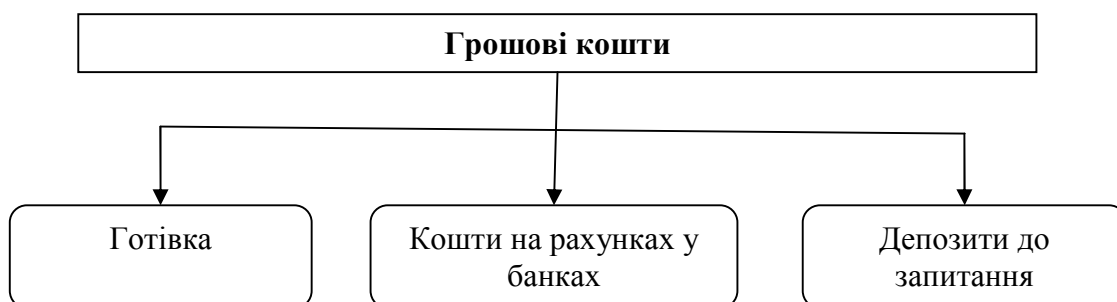 Грошові кошти
Готівка
Кошти на рахунках у
банках
Депозити до
запитання